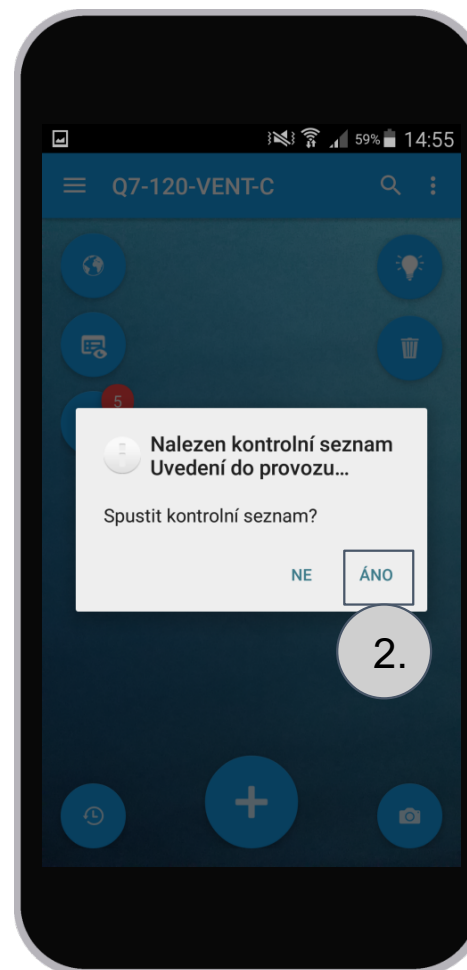 59% 14:55
Q7-120-VENT-C
5
Nalezen kontrolní seznam
Uvedení do provozu...
Spustit kontrolní seznam?
NE ÁNO
2.